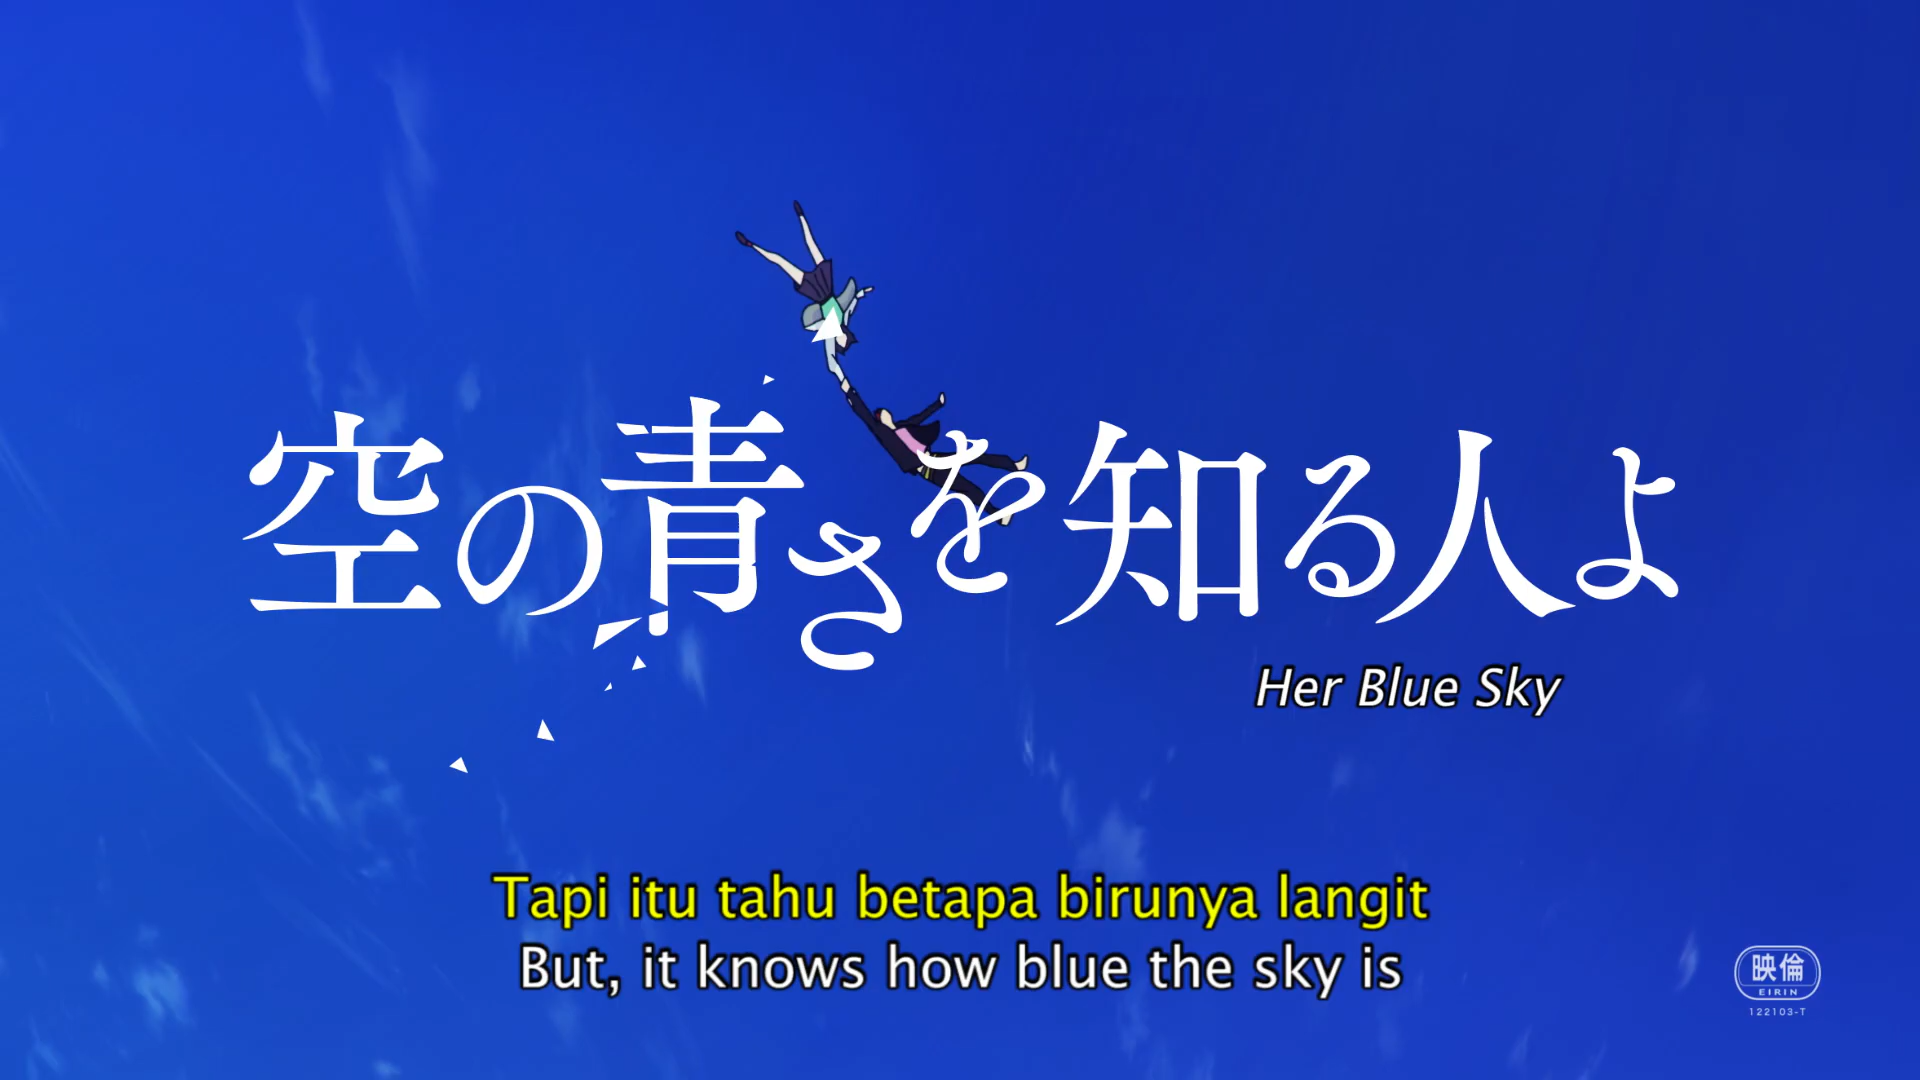 空の青さを知る人よ
Her Blue Sky
Tapi itu tahu betapa birunya langit
But, it knows how blue the sky is
映倫
EIRIN
122103-T